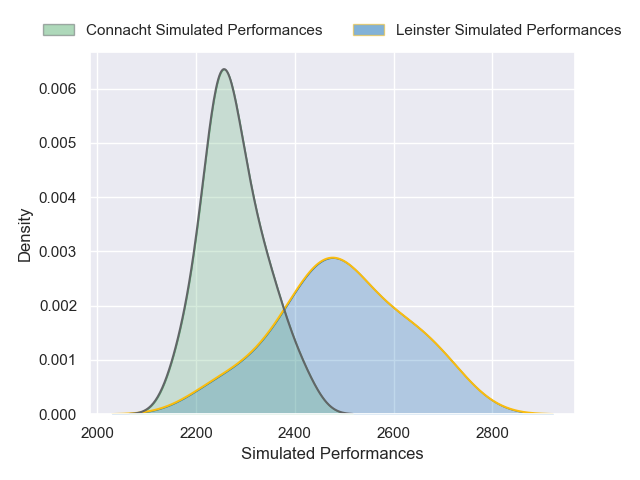 Connacht Simulated Performances
Leinster Simulated Performances
0.006
0.005
0.004
0.003
0.002
0.001
0.000
Density
2000 2200 2400 2600 2800
Simulated Performances